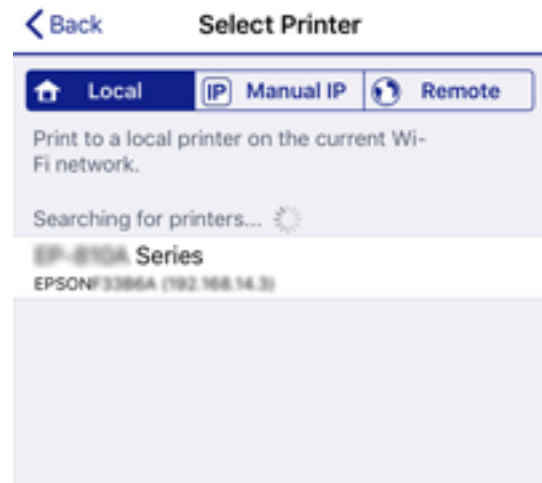 Back Select Printer
Local IP Manual IP Remote
Print to a local printer on the current Wi-
Fi network.
Searching for printers...
Series
EPSON